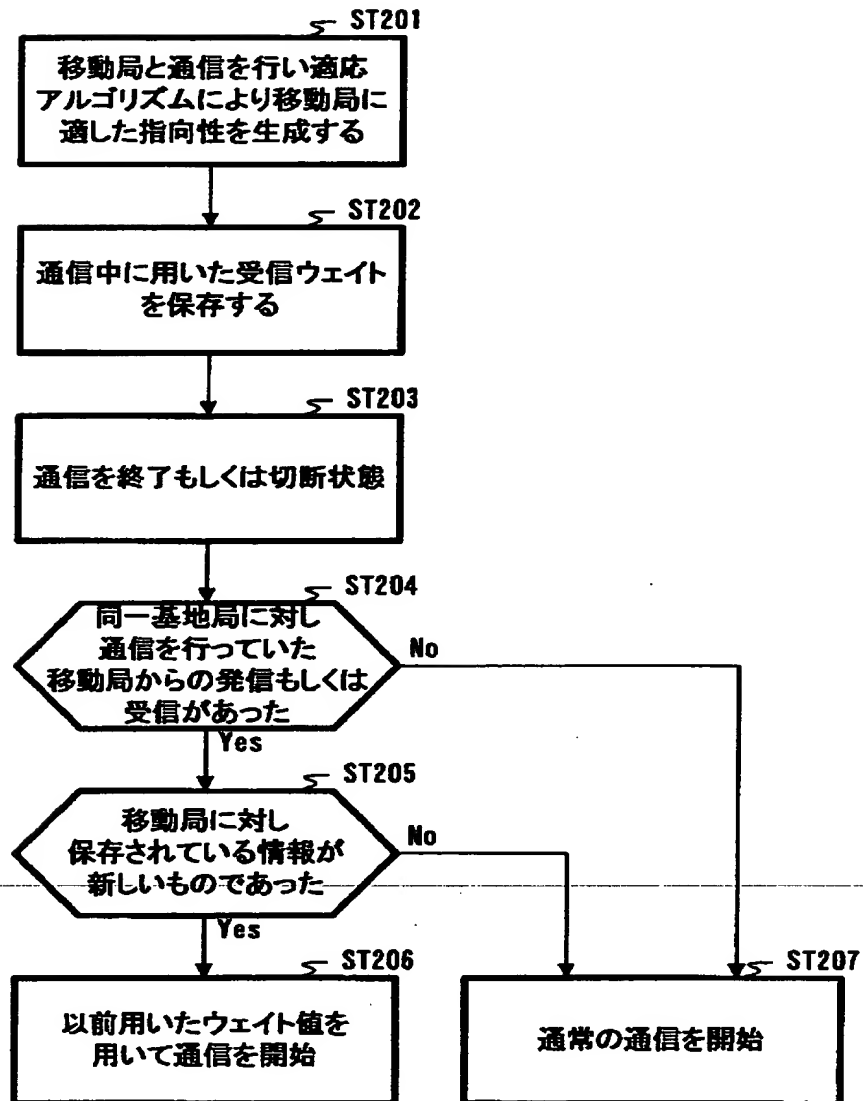 ST201
移動局と通信を行い適応
アルゴリズムにより移動局に
適した指向性を生成する
ST202
通信中に用いた受信ウェイト
を保存する
ST203
通信を終了もしくは切断状態
ST204
同一基地局に対し
通信を行っていた
移動局からの発信もしくは
受信があった
No
Yes
ST205
移動局に対し
保存されている情報が
新しいものであった
No
Yes
ST206
以前用いたウェイト値を
用いて通信を開始
ST207
通常の通信を開始